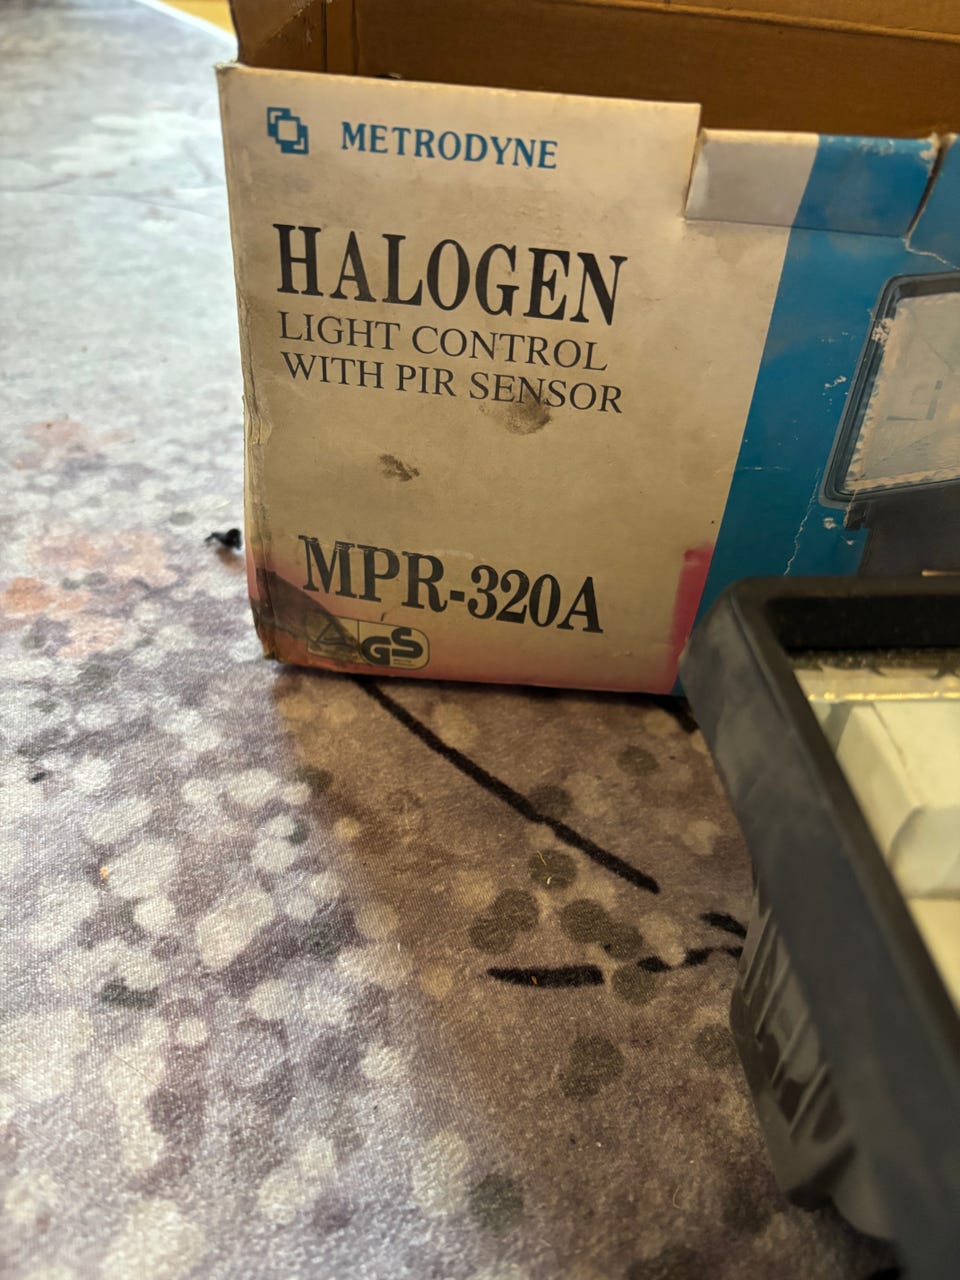 METRODYNE
HALOGEN
LIGHT CONTROL
WITH PIR SENSOR
MPR-320A
GS